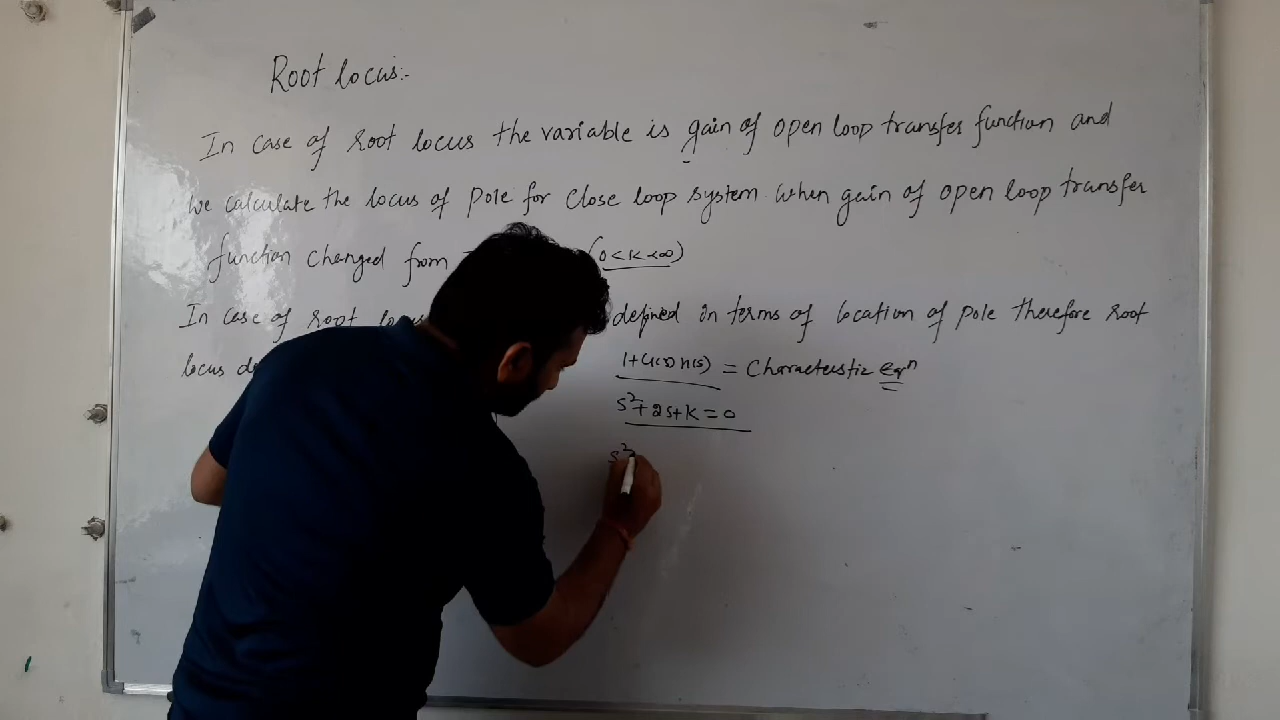 Root locus:-
In case of root locus the variable is gain of open loop transfer function and
We calculate the locus of pole for close loop system when gain of open loop transfer
function changed from (0<K<∞)
In case of root defined in terms of location of pole therefore root
locus
1+G(s)H(s) = Characteristic eqⁿ
s²+2s+K=0
s²